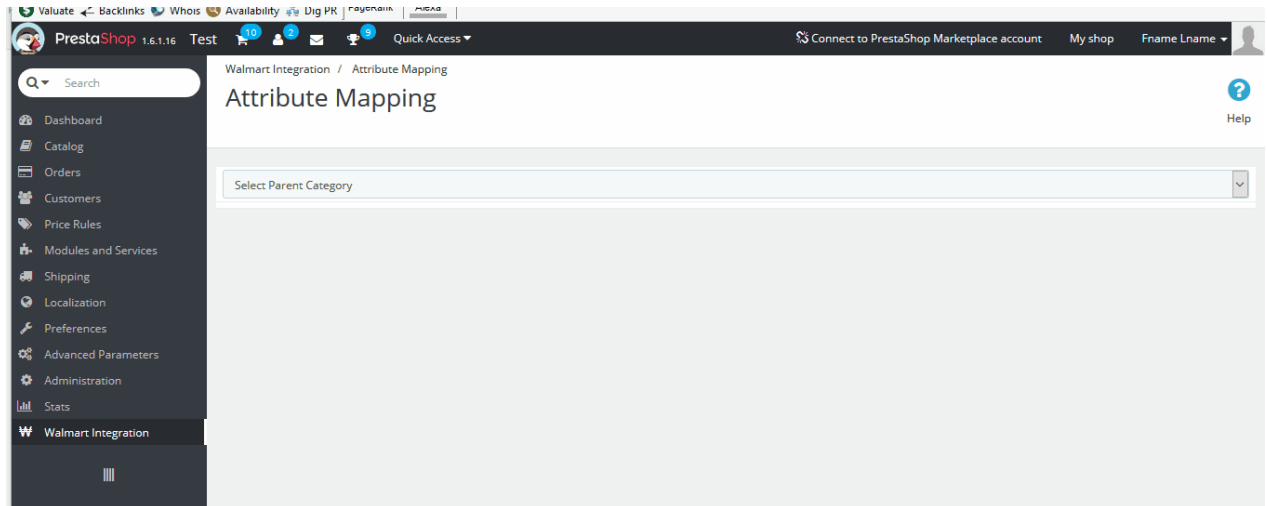 Valuate Backlinks Whois Availability Dig PR PageRank Alexa
PrestaShop 1.6.1.16 Test 10 2 9 Quick Access Connect to PrestaShop Marketplace account My shop Fname Lname
Search
Walmart Integration / Attribute Mapping
Attribute Mapping
Help
Dashboard
Catalog
Orders
Customers
Price Rules
Modules and Services
Shipping
Localization
Preferences
Advanced Parameters
Administration
Stats
Walmart Integration
Select Parent Category